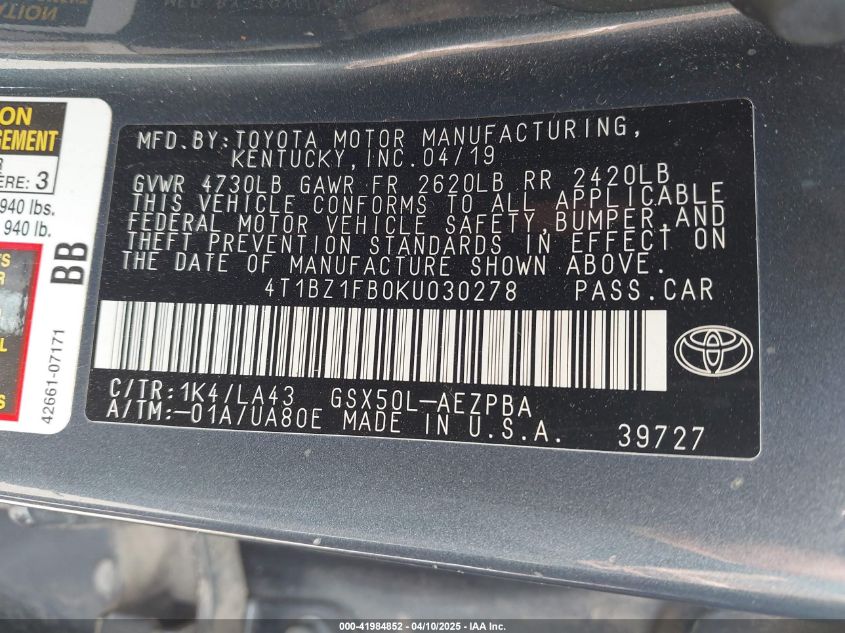 MFD.BY:TOYOTA MOTOR MANUFACTURING,
KENTUCKY,INC.04/19
GVWR 4730LB GAWR FR 2620LB RR 2420LB
THIS VEHICLE CONFORMS TO ALL APPLICABLE
FEDERAL MOTOR VEHICLE SAFETY,BUMPER,AND
THEFT PREVENTION STANDARDS IN EFFECT ON
THE DATE OF MANUFACTURE SHOWN ABOVE.
4T1BZ1FB0KU030278 PASS.CAR
C/TR:1K4/LA43 GSX50L-AEZPBA
A/TM:-01A/UA80E MADE IN U.S.A. 39727
ERE: 3
940 lbs.
940 lb.
BB
42661-07171
000-41984852 - 04/10/2025 - IAA Inc.